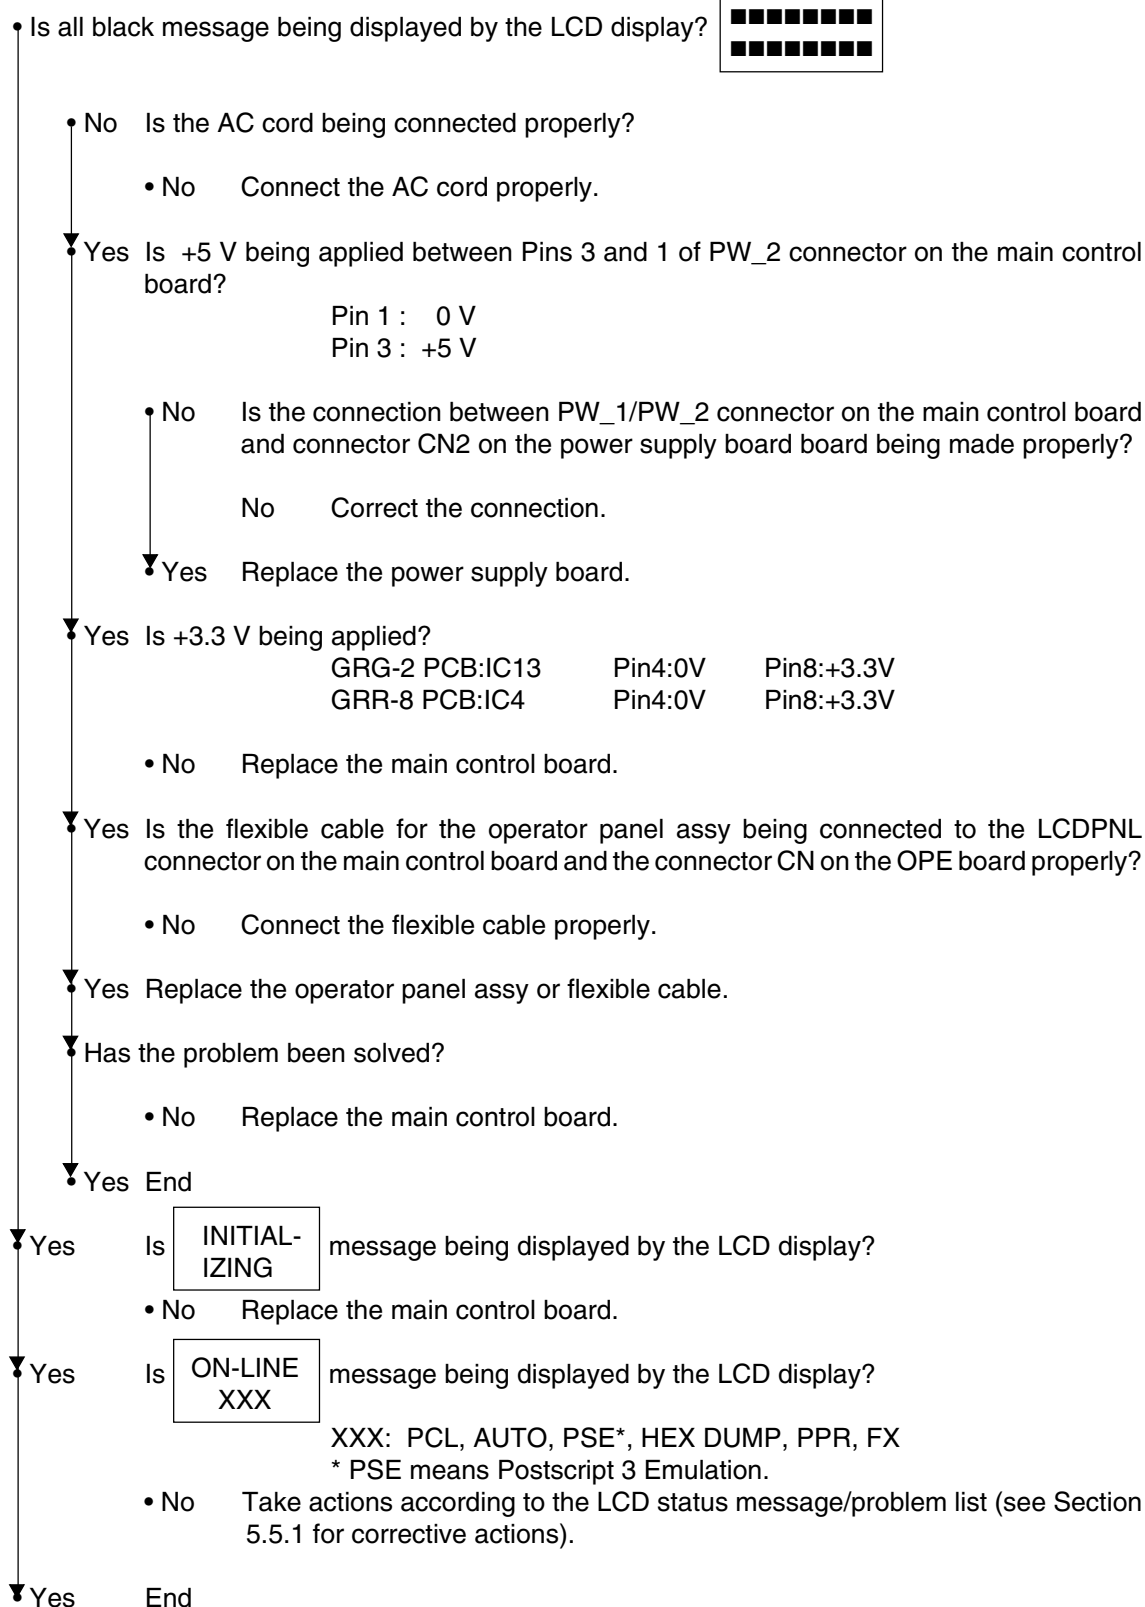 • Is all black message being displayed by the LCD display? ■■■■■■■■
■■■■■■■■
• No Is the AC cord being connected properly?
• No Connect the AC cord properly.
• Yes Is +5 V being applied between Pins 3 and 1 of PW_2 connector on the main control
board?
Pin 1 : 0 V
Pin 3 : +5 V
• No Is the connection between PW_1/PW_2 connector on the main control board
and connector CN2 on the power supply board board being made properly?
No Correct the connection.
• Yes Replace the power supply board.
• Yes Is +3.3 V being applied?
GRG-2 PCB:IC13 Pin4:0V Pin8:+3.3V
GRR-8 PCB:IC4 Pin4:0V Pin8:+3.3V
• No Replace the main control board.
• Yes Is the flexible cable for the operator panel assy being connected to the LCDPNL
connector on the main control board and the connector CN on the OPE board properly?
• No Connect the flexible cable properly.
• Yes Replace the operator panel assy or flexible cable.
• Has the problem been solved?
• No Replace the main control board.
• Yes End
• Yes Is INITIAL-
IZING message being displayed by the LCD display?
• No Replace the main control board.
• Yes Is ON-LINE
XXX message being displayed by the LCD display?
XXX: PCL, AUTO, PSE*, HEX DUMP, PPR, FX
* PSE means Postscript 3 Emulation.
• No Take actions according to the LCD status message/problem list (see Section
5.5.1 for corrective actions).
• Yes End